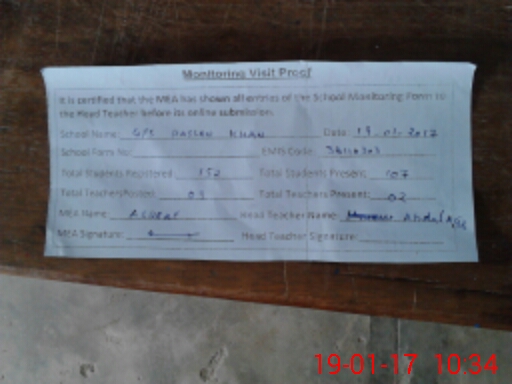 Monitoring Visit Proof
It is certified that the MEA has shown all entries of the School Monitoring Form to
the Head Teacher before its online submission.
School Name: GPS KHAN Date: 19-01-2017
School Form No: EMIS Code:
Total Students Registered: 152 Total Students Present: 107
Total Teachers Posted: 03 Total Teachers Present: 02
MEA Name: Head Teacher Name: Abdul
MEA Signature: Head Teacher Signature:
19-01-17 10:34